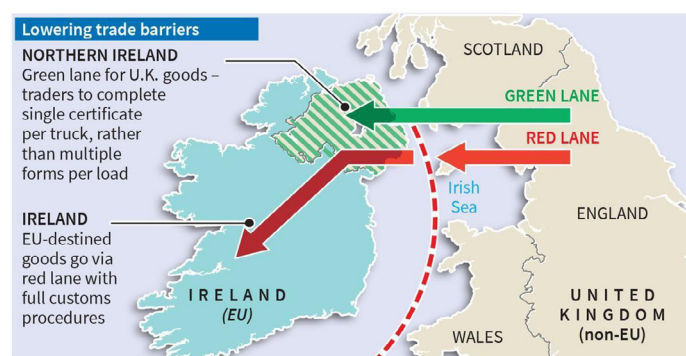 Lowering trade barriers
NORTHERN IRELAND
Green lane for U.K. goods –
traders to complete
single certificate
per truck, rather
than multiple
forms per load
IRELAND
EU-destined
goods go via
red lane with
full customs
procedures
SCOTLAND
GREEN LANE
RED LANE
Irish
Sea
ENGLAND
IRELAND
(EU)
UNITED
KINGDOM
(non-EU)
WALES